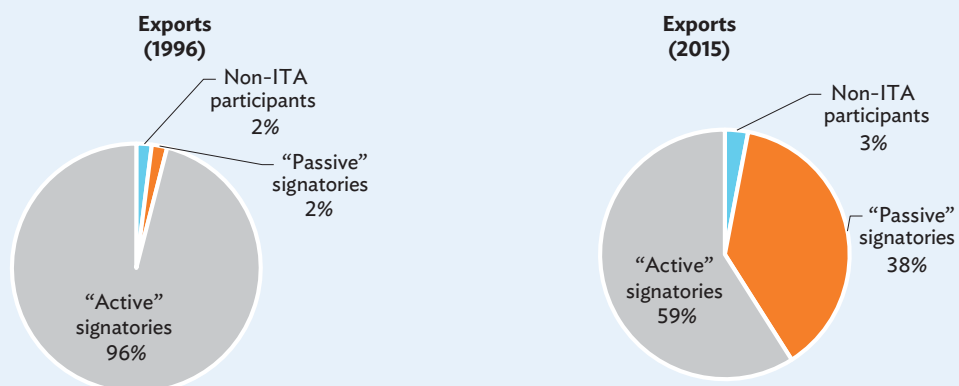 Exports
(1996)
Non-ITA
participants
2%
“Passive”
signatories
2%
“Active”
signatories
96%
Exports
(2015)
Non-ITA
participants
3%
“Passive”
signatories
38%
“Active”
signatories
59%